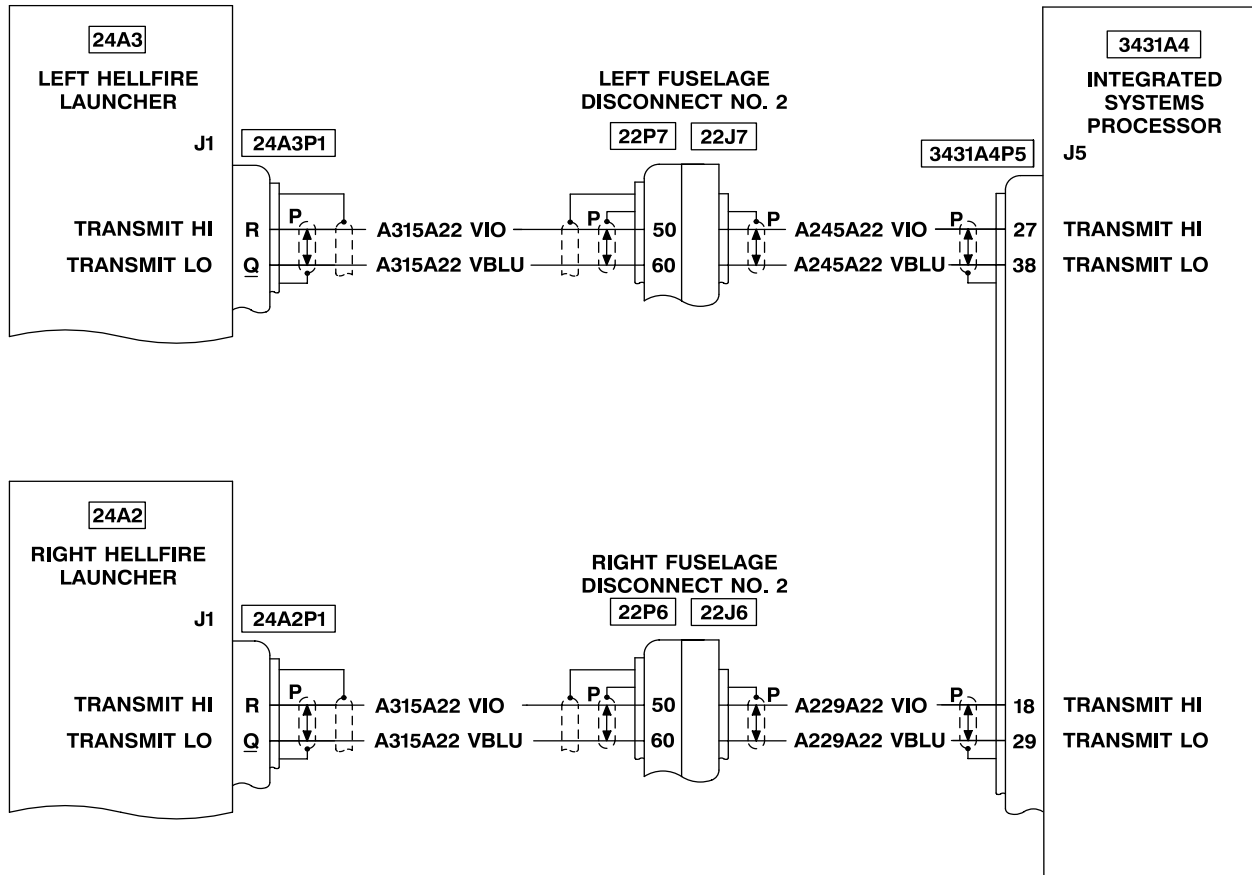 24A3
LEFT HELLFIRE
LAUNCHER
J1
24A3P1
LEFT FUSELAGE
DISCONNECT NO. 2
22P7
22J7
3431A4
INTEGRATED
SYSTEMS
PROCESSOR
3431A4P5
J5
TRANSMIT HI R P A315A22 VIO P 50 P A245A22 VIO P 27 TRANSMIT HI
TRANSMIT LO Q A315A22 VBLU 60 A245A22 VBLU 38 TRANSMIT LO
24A2
RIGHT HELLFIRE
LAUNCHER
J1
24A2P1
RIGHT FUSELAGE
DISCONNECT NO. 2
22P6
22J6
TRANSMIT HI R P A315A22 VIO P 50 P A229A22 VIO P 18 TRANSMIT HI
TRANSMIT LO Q A315A22 VBLU 60 A229A22 VBLU 29 TRANSMIT LO